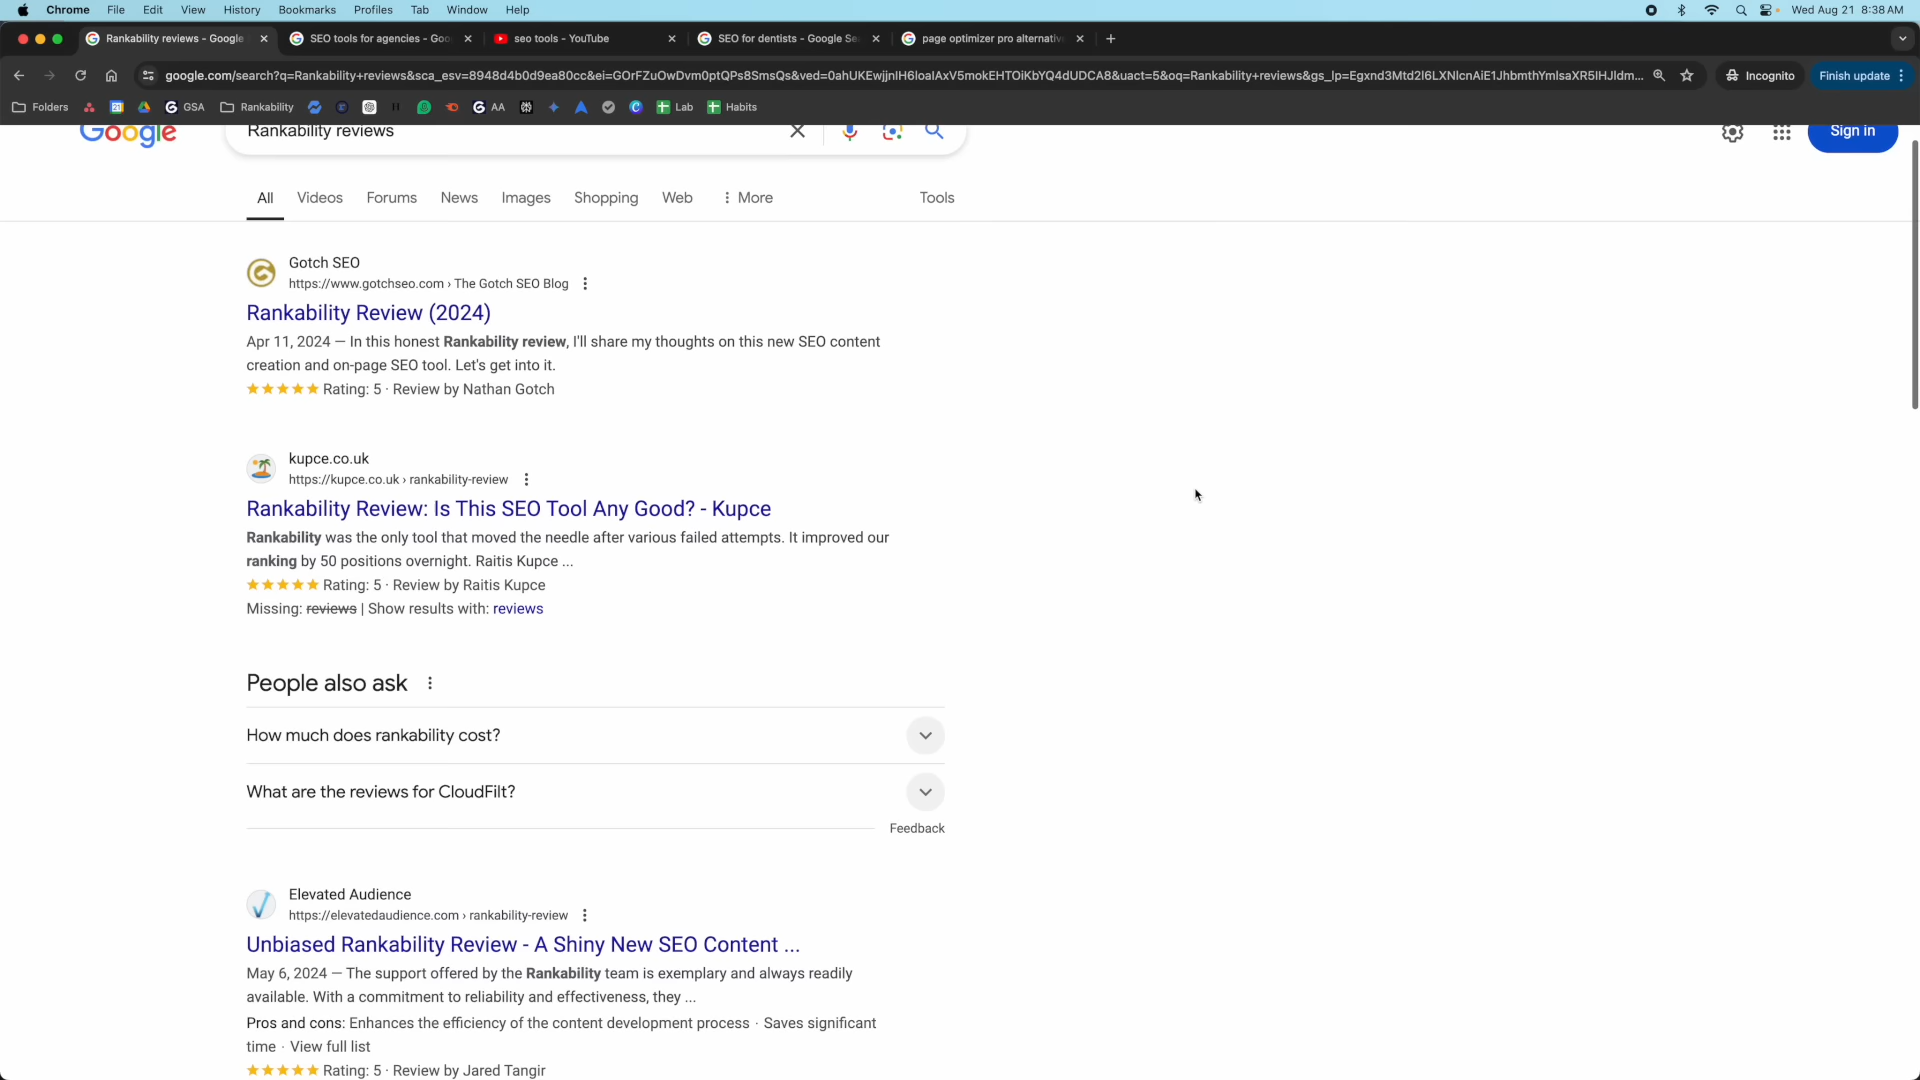 Chrome File Edit View History Bookmarks Profiles Tab Window Help Wed Aug 21 8:38 AM
Rankability reviews - Google SEO tools for agencies - Goo seo tools - YouTube SEO for dentists - Google Se page optimizer pro alternativ
google.com/search?q=Rankability+reviews&sca_esv=8948d4b0d9ea80cc&ei= Incognito Finish update
Folders 21 GSA Rankability AA Lab Habits
Google Rankability reviews Sign in
All Videos Forums News Images Shopping Web More Tools
Gotch SEO
https://www.gotchseo.com › The Gotch SEO Blog
Rankability Review (2024)
Apr 11, 2024 — In this honest Rankability review, I'll share my thoughts on this new SEO content
creation and on-page SEO tool. Let's get into it.
Rating: 5 · Review by Nathan Gotch
kupce.co.uk
https://kupce.co.uk › rankability-review
Rankability Review: Is This SEO Tool Any Good? - Kupce
Rankability was the only tool that moved the needle after various failed attempts. It improved our
ranking by 50 positions overnight. Raitis Kupce ...
Rating: 5 · Review by Raitis Kupce
Missing: reviews | Show results with: reviews
People also ask
How much does rankability cost?
What are the reviews for CloudFilt?
Feedback
Elevated Audience
https://elevatedaudience.com › rankability-review
Unbiased Rankability Review - A Shiny New SEO Content ...
May 6, 2024 — The support offered by the Rankability team is exemplary and always readily
available. With a commitment to reliability and effectiveness, they ...
Pros and cons: Enhances the efficiency of the content development process · Saves significant
time · View full list
Rating: 5 · Review by Jared Tangir